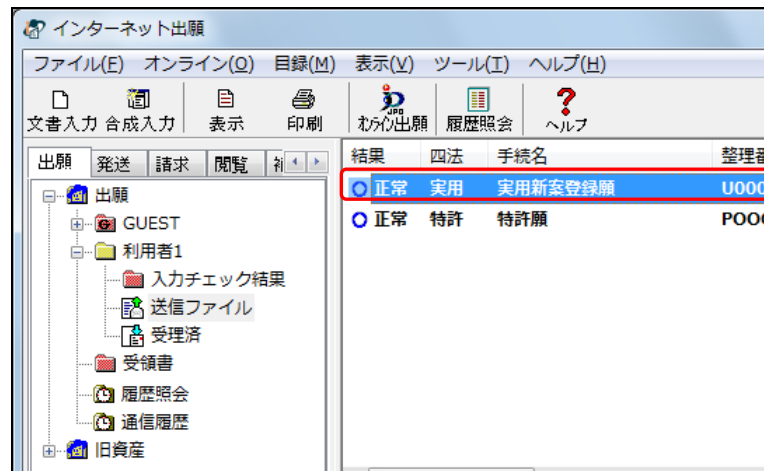 インターネット出願
ファイル(F) オンライン(O) 目録(M) 表示(V) ツール(T) ヘルプ(H)
文書入力 合成入力 表示 印刷 オンライン出願 履歴照会 ヘルプ
出願 発送 請求 閲覧
結果 四法 手続名
正常 実用 実用新案登録願
正常 特許 特許願
出願
GUEST
利用者1
入力チェック結果
送信ファイル
受理済
受領書
履歴照会
通信履歴
旧資産